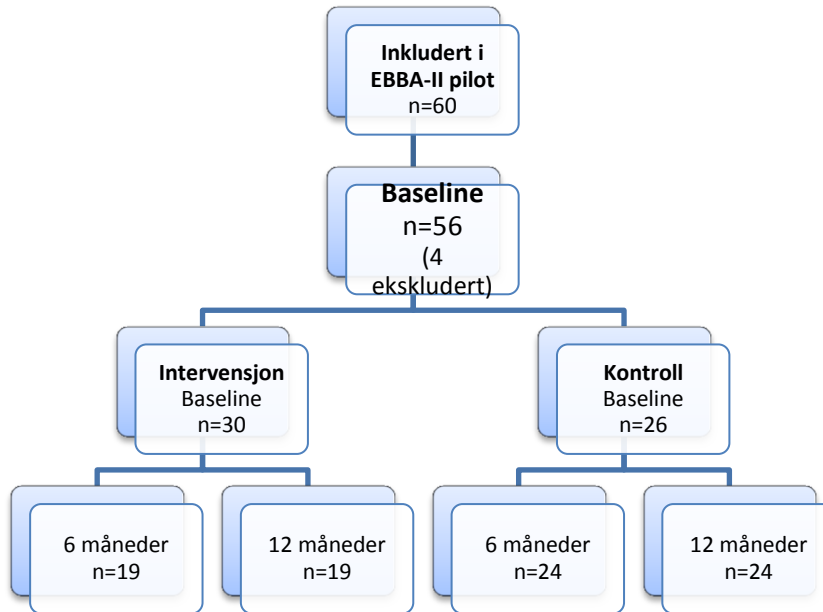 Inkludert i
EBBA-II pilot
n=60
Baseline
n=56
(4
ekskludert)
Intervensjon
Baseline
n=30
Kontroll
Baseline
n=26
6 måneder
n=19
12 måneder
n=19
6 måneder
n=24
12 måneder
n=24